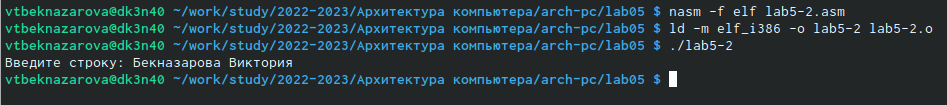 vtbeknazarova@dk3n40 ~/work/study/2022-2023/Архитектура компьютера/arch-pc/lab05 $ nasm -f elf lab5-2.asm
vtbeknazarova@dk3n40 ~/work/study/2022-2023/Архитектура компьютера/arch-pc/lab05 $ ld -m elf_i386 -o lab5-2 lab5-2.o
vtbeknazarova@dk3n40 ~/work/study/2022-2023/Архитектура компьютера/arch-pc/lab05 $ ./lab5-2
Введите строку: Бекназарова Виктория
vtbeknazarova@dk3n40 ~/work/study/2022-2023/Архитектура компьютера/arch-pc/lab05 $